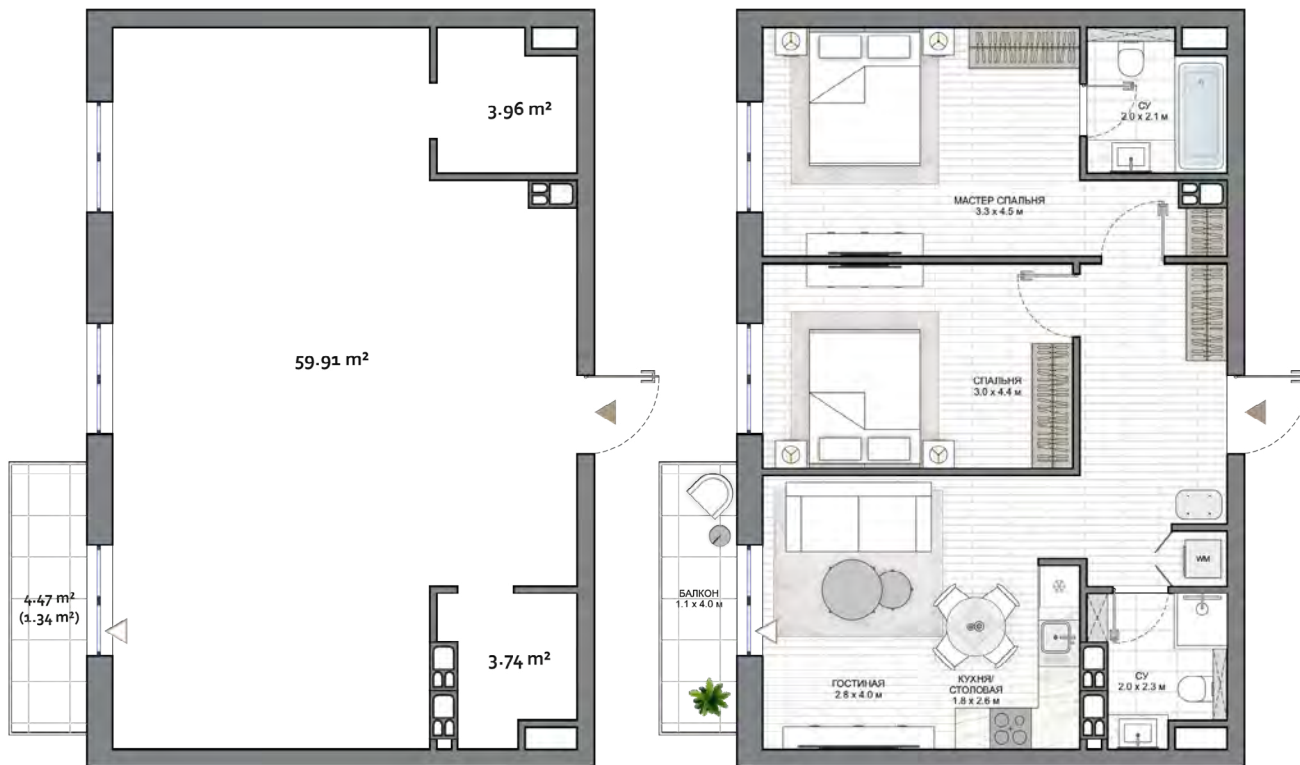 3.96 m²
59.91 m²
4.47 m²
(1.34 m²)
3.74 m²
СУ
2.0 x 2.1 м
МАСТЕР СПАЛЬНЯ
3.3 x 4.5 м
СПАЛЬНЯ
3.0 x 4.4 м
WM
БАЛКОН
1.1 x 4.0 м
ГОСТИНАЯ
2.8 x 4.0 м
КУХНЯ/
СТОЛОВАЯ
1.8 x 2.6 м
СУ
2.0 x 2.3 м